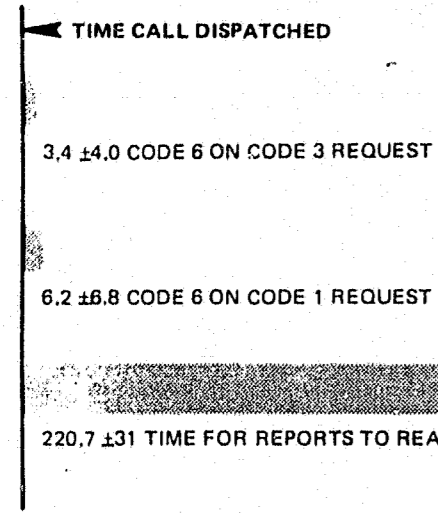 TIME CALL DISPATCHED
3,4 ±4.0 CODE 6 ON CODE 3 REQUEST
6.2 ±6.8 CODE 6 ON CODE 1 REQUEST
220,7 ±31 TIME FOR REPORTS TO REA